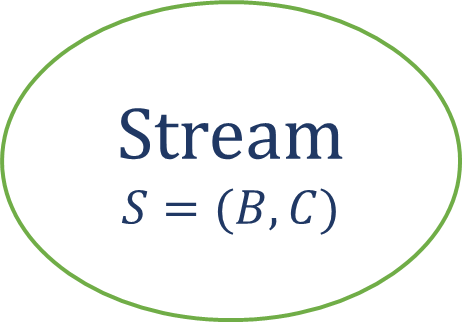 Stream
S = (B, C)